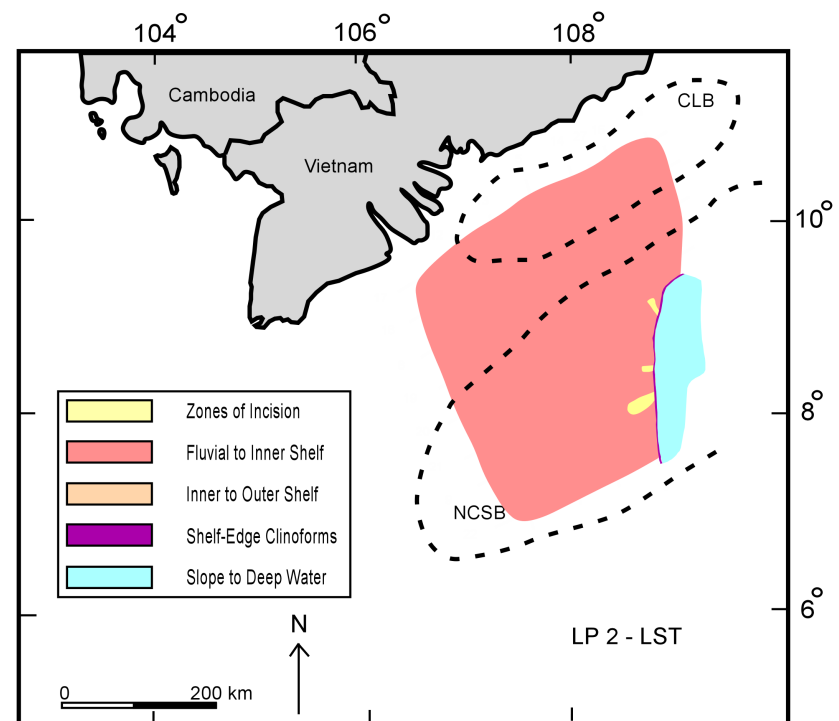 104° 106° 108°
Cambodia
CLB
Vietnam
10°
8°
Zones of Incision
Fluvial to Inner Shelf
Inner to Outer Shelf
Shelf-Edge Clinoforms
Slope to Deep Water
NCSB
6°
N
LP 2 - LST
0 200 km